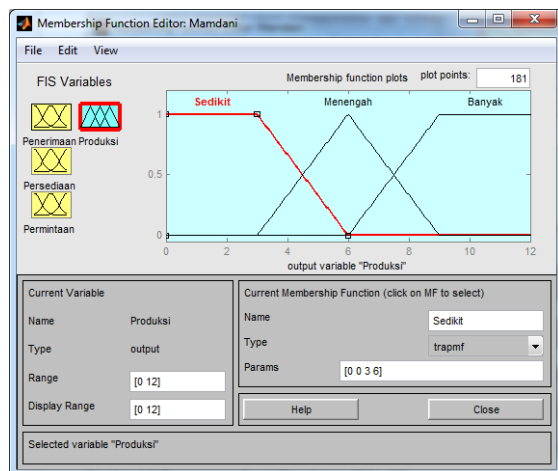 Membership Function Editor: Mamdani
File Edit View
FIS Variables
Membership function plots plot points: 181
Penerimaan Produksi
Persediaan
Permintaan
Sedikit Menengah Banyak
1
0.5
0
0 2 4 6 8 10 12
output variable "Produksi"
Current Variable
Name Produksi
Type output
Range [0 12]
Display Range [0 12]
Current Membership Function (click on MF to select)
Name Sedikit
Type trapmf
Params [0 0 3 6]
Help Close
Selected variable "Produksi"